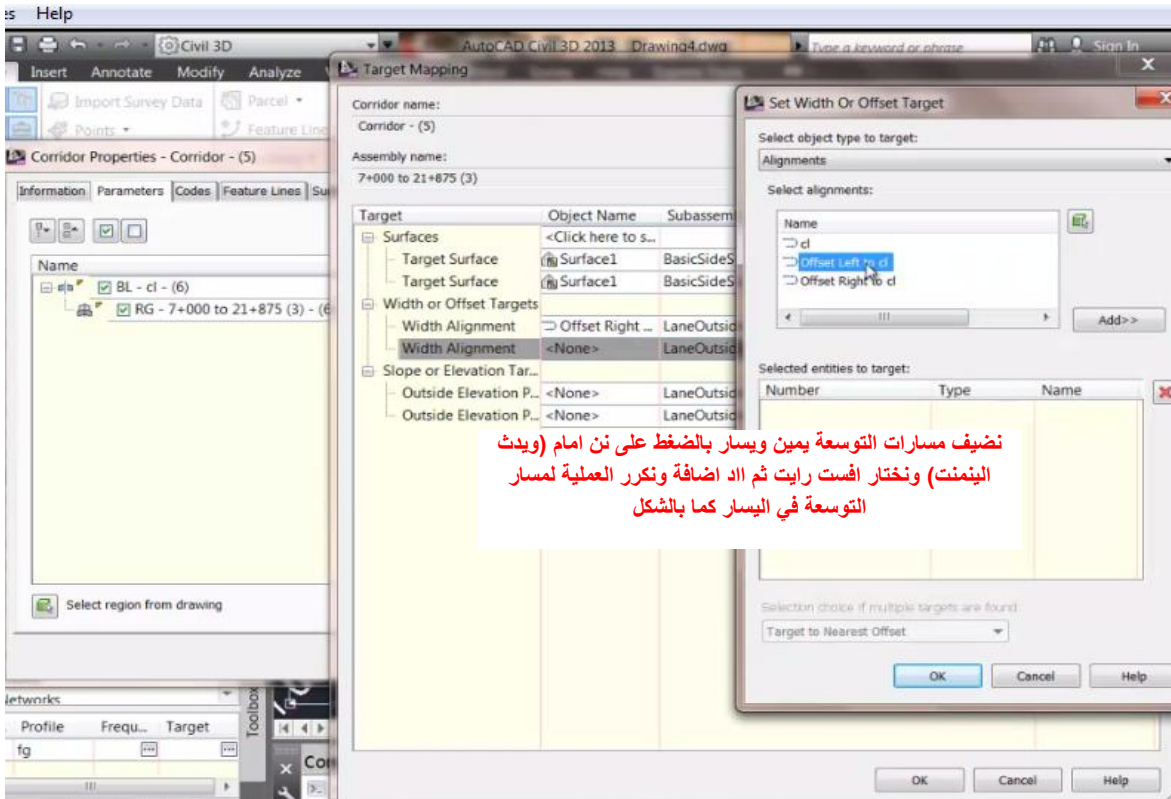 Help
Civil 3D
AutoCAD Civil 3D 2013 Drawing4.dwg
Type a keyword or phrase
Sign In
Insert Annotate Modify Analyze
Import Survey Data
Parcel
Points
Feature Line
Corridor Properties - Corridor - (5)
Information Parameters Codes Feature Lines
Name
BL - cl - (6)
RG - 7+000 to 21+875 (3) -
Select region from drawing
Networks
Profile Frequ... Target
fg
Toolbox
Target Mapping
Corridor name:
Corridor - (5)
Assembly name:
7+000 to 21+875 (3)
Target Object Name
Surfaces <Click here to s...
Target Surface Surface1 BasicSideS
Target Surface Surface1 BasicSideS
Width or Offset Targets
Width Alignment Offset Right ... LaneOutsid
Width Alignment <None> LaneOutsid
Slope or Elevation Tar...
Outside Elevation P... <None> LaneOutsid
Outside Elevation P... <None> LaneOutsid
OK Cancel Help
Set Width Or Offset Target
Select object type to target:
Alignments
Select alignments:
Name
cl
Offset Left to cl
Offset Right to cl
Add>>
Selected entities to target:
Number Type Name
Selection choice if multiple targets are found
Target to Nearest Offset
OK Cancel Help
نضيف مسارات التوسعة يمين ويسار بالضغط على نن امام (ويدث
الينمنت) ونختار افست رايت ثم ااد اضافة ونكرر العملية لمسار
التوسعة في اليسار كما بالشكل